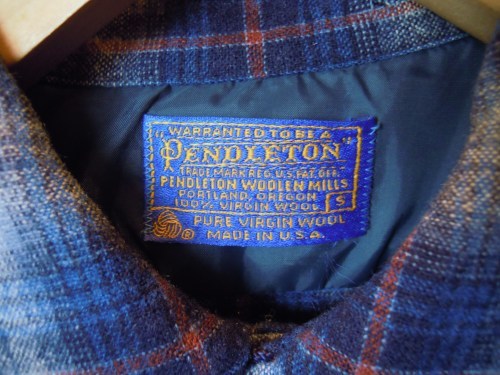 "WARRANTED TO BE A
PENDLETON"
TRADE MARK REG. U.S. PAT. OFF.
PENDLETON WOOLEN MILLS
PORTLAND, OREGON
100% VIRGIN WOOL S
PURE VIRGIN WOOL
MADE IN U.S.A.